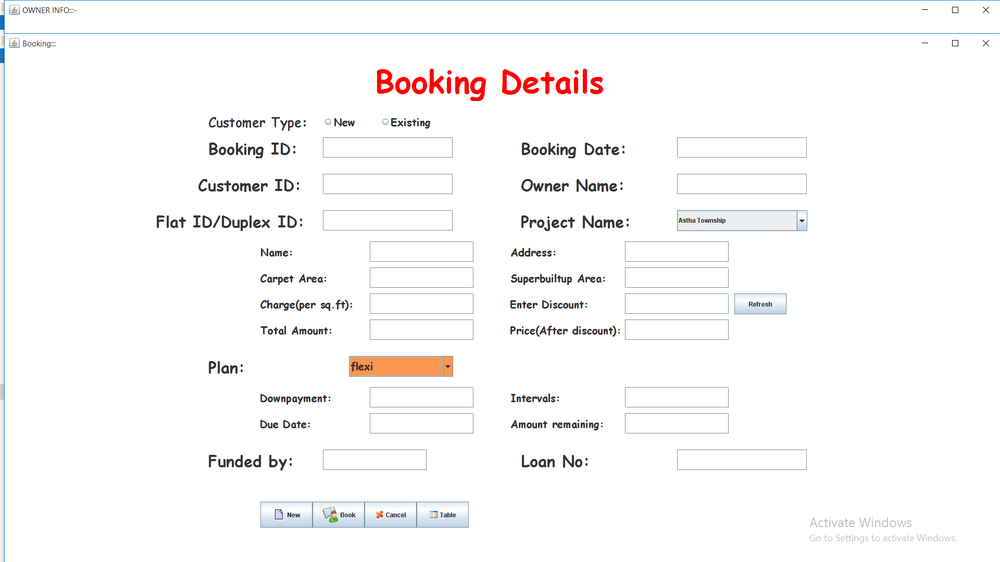 OWNER INFO:::-
Booking:::
Booking Details
Customer Type: New Existing
Booking ID: Booking Date:
Customer ID: Owner Name:
Flat ID/Duplex ID: Project Name: Astha Township
Name: Address:
Carpet Area: Superbuiltup Area:
Charge(per sq.ft): Enter Discount: Refresh
Total Amount: Price(After discount):
Plan: flexi
Downpayment: Intervals:
Due Date: Amount remaining:
Funded by: Loan No:
New Book Cancel Table
Activate Windows
Go to Settings to activate Windows.